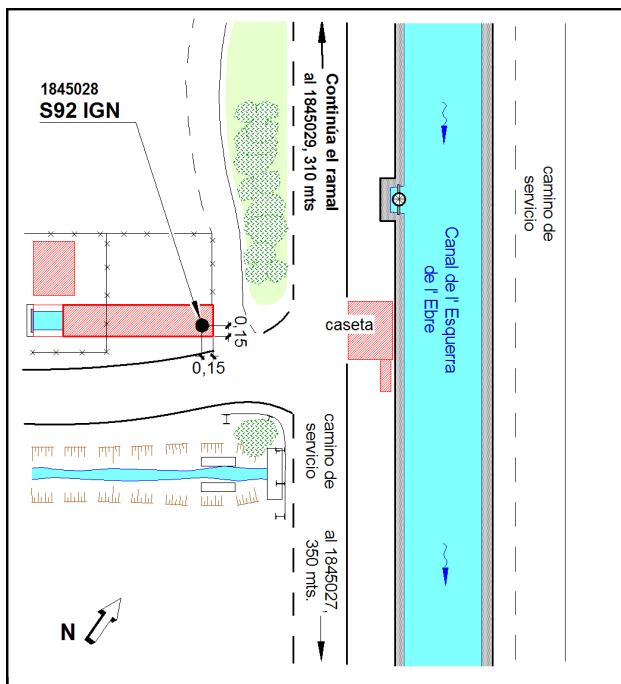 1845028
S92 IGN
Continúa el ramal
al 1845029, 310 mts
camino de
servicio
Canal de l' Esquerra
de l' Ebre
caseta
0,15
0,15
camino de
servicio
al 1845027,
350 mts.
N